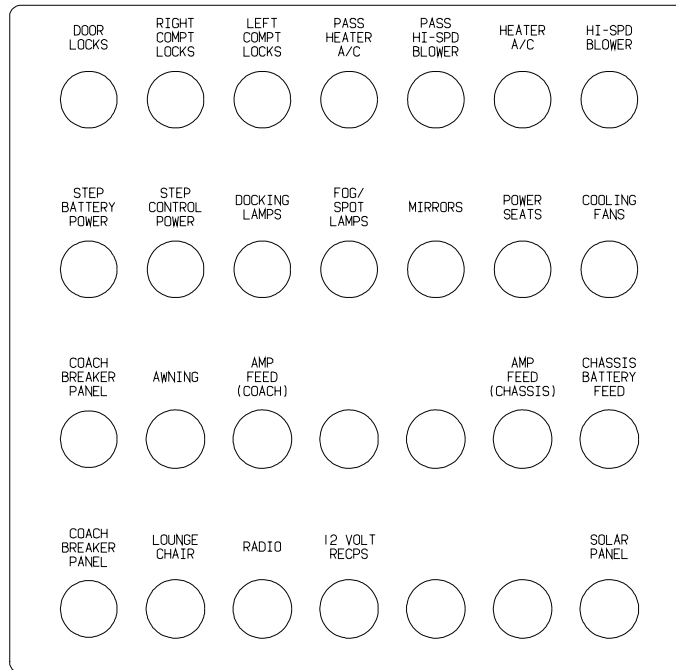 DOOR
LOCKS
RIGHT
COMPT
LOCKS
LEFT
COMPT
LOCKS
PASS
HEATER
A/C
PASS
HI-SPD
BLOWER
HEATER
A/C
HI-SPD
BLOWER
STEP
BATTERY
POWER
STEP
CONTROL
POWER
DOCKING
LAMPS
FOG/
SPOT
LAMPS
MIRRORS
POWER
SEATS
COOLING
FANS
COACH
BREAKER
PANEL
AWNING
AMP
FEED
(COACH)
AMP
FEED
(CHASSIS)
CHASSIS
BATTERY
FEED
COACH
BREAKER
PANEL
LOUNGE
CHAIR
RADIO
12 VOLT
RECPS
SOLAR
PANEL